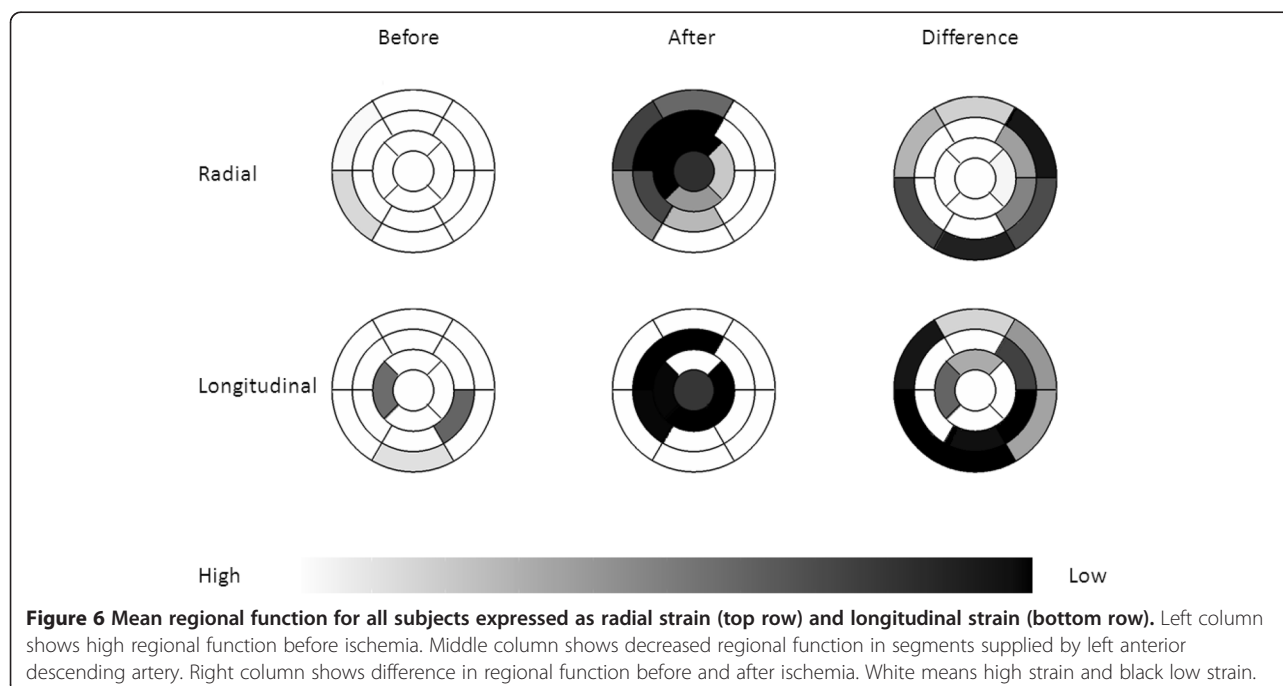 Before After Difference
Radial
Longitudinal
High Low
Figure 6 Mean regional function for all subjects expressed as radial strain (top row) and longitudinal strain (bottom row). Left column
shows high regional function before ischemia. Middle column shows decreased regional function in segments supplied by left anterior
descending artery. Right column shows difference in regional function before and after ischemia. White means high strain and black low strain.